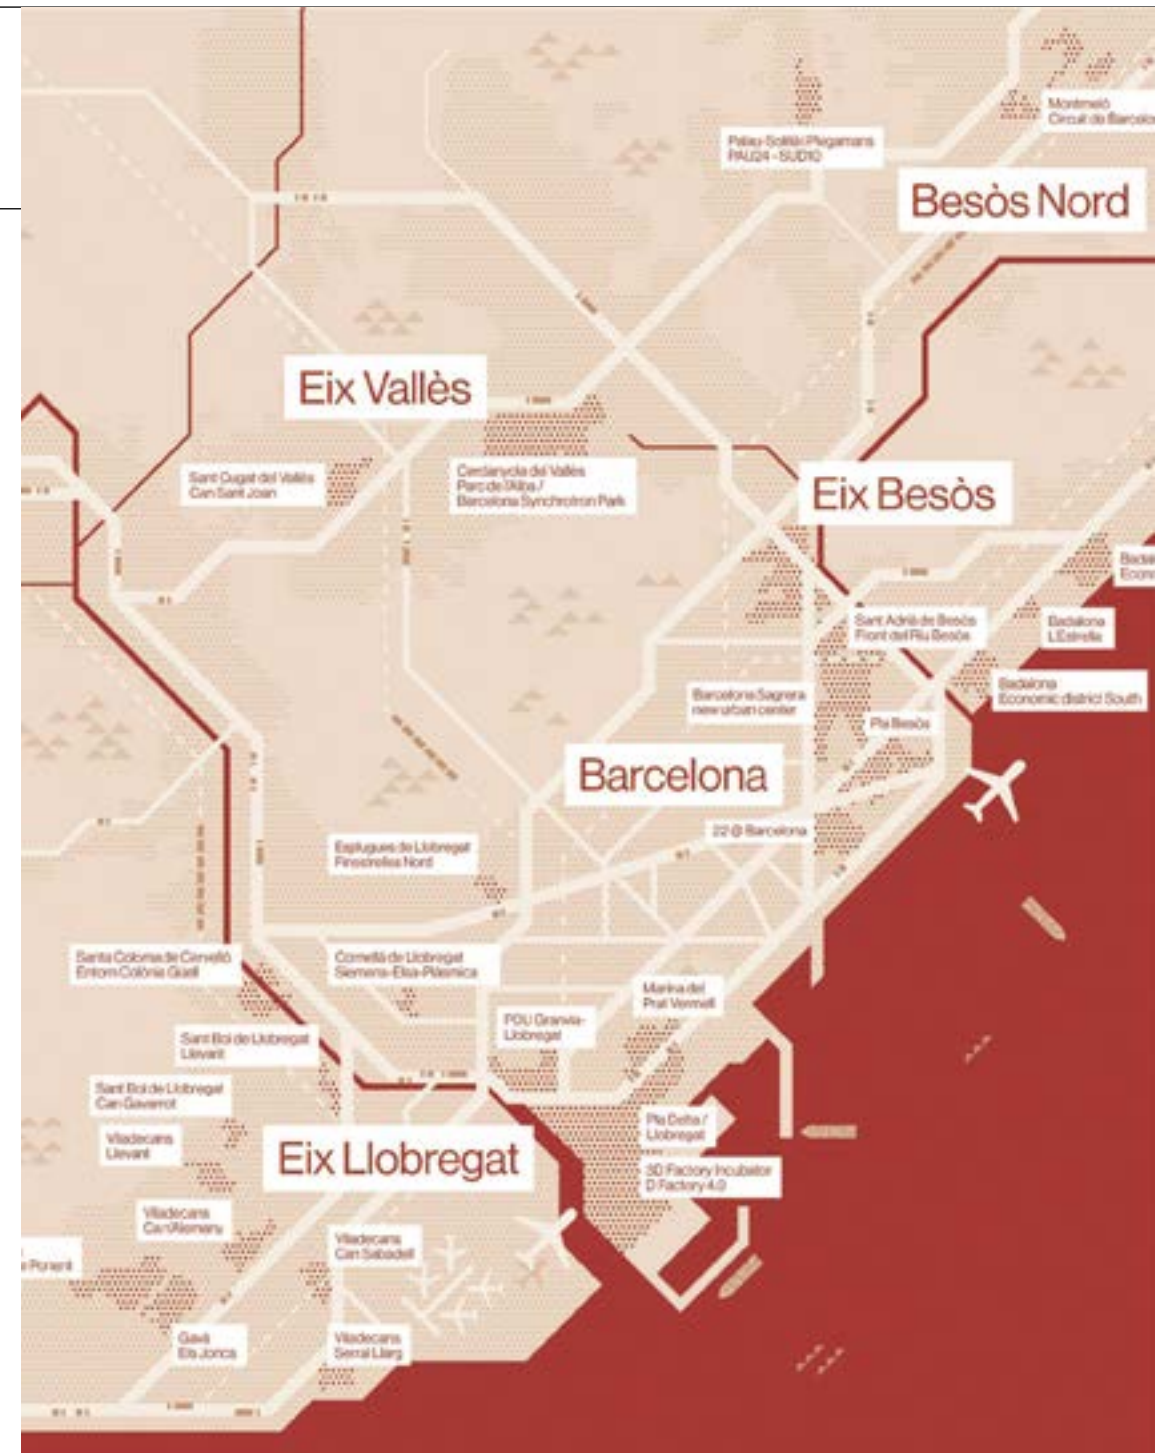 Montmeló
Circuit de Barcelo
Palau-Solità i Plegamans
PAU24 - SUD10
Besòs Nord
Eix Vallès
Sant Cugat del Vallès
Can Sant Joan
Cerdanyola del Vallès
Parc de l'Alba /
Barcelona Synchrotron Park
Eix Besòs
Sant Adrià de Besòs
Front del Riu Besòs
Badalona
L'Estrella
Barcelona Sagrera
new urban center
Badalona
Economic district South
Pla Besòs
Barcelona
22@ Barcelona
Esplugues de Llobregat
Finestrelles Nord
Santa Coloma de Cervelló
Entorn Colònia Güell
Cornellà de Llobregat
Siemens-Elsa-Plàsmica
Marina del
Prat Vermell
PDU Granvia-
Llobregat
Sant Boi de Llobregat
Llevant
Sant Boi de Llobregat
Can Gavarrot
Pla Delta /
Llobregat
Viladecans
Llevant
Eix Llobregat
3D Factory Incubator
D Factory 4.0
Viladecans
Ca n'Alemany
Viladecans
Can Sabadell
Ponent
Gavà
Els Joncs
Viladecans
Serral Llarg